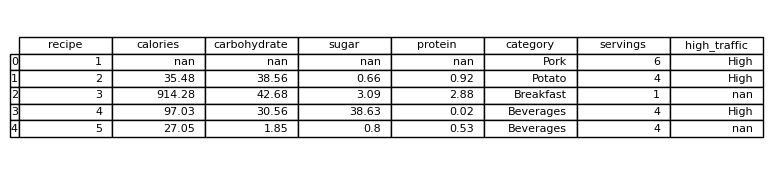 recipe calories carbohydrate sugar protein category servings high_traffic
0 1 nan nan nan nan Pork 6 High
1 2 35.48 38.56 0.66 0.92 Potato 4 High
2 3 914.28 42.68 3.09 2.88 Breakfast 1 nan
3 4 97.03 30.56 38.63 0.02 Beverages 4 High
4 5 27.05 1.85 0.8 0.53 Beverages 4 nan